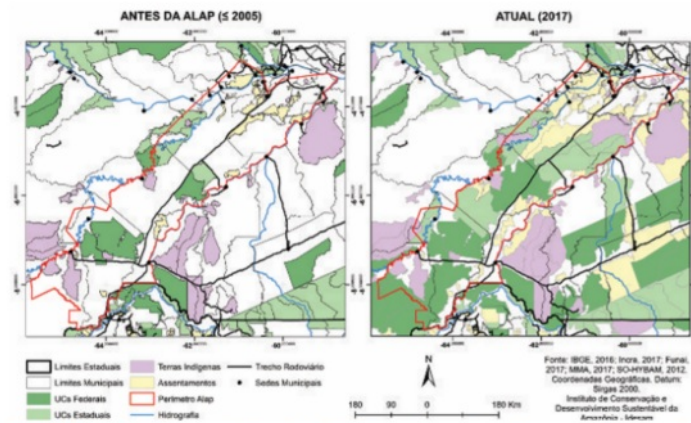 ANTES DA ALAP (≤ 2005)
ATUAL (2017)
Limites Estaduais
Limites Municipais
UCs Federais
UCs Estaduais
Terras Indígenas
Assentamentos
Perímetro Alap
Hidrografia
Trecho Rodoviário
Sedes Municipais
N
180 90 0 180 Km
Fonte: IBGE, 2016; Incra, 2017; Funai,
2017; MMA, 2017; SO-HYBAM, 2012.
Coordenadas Geográficas. Datum:
Sirgas 2000.
Instituto de Conservação e
Desenvolvimento Sustentável da
Amazônia - Idesam